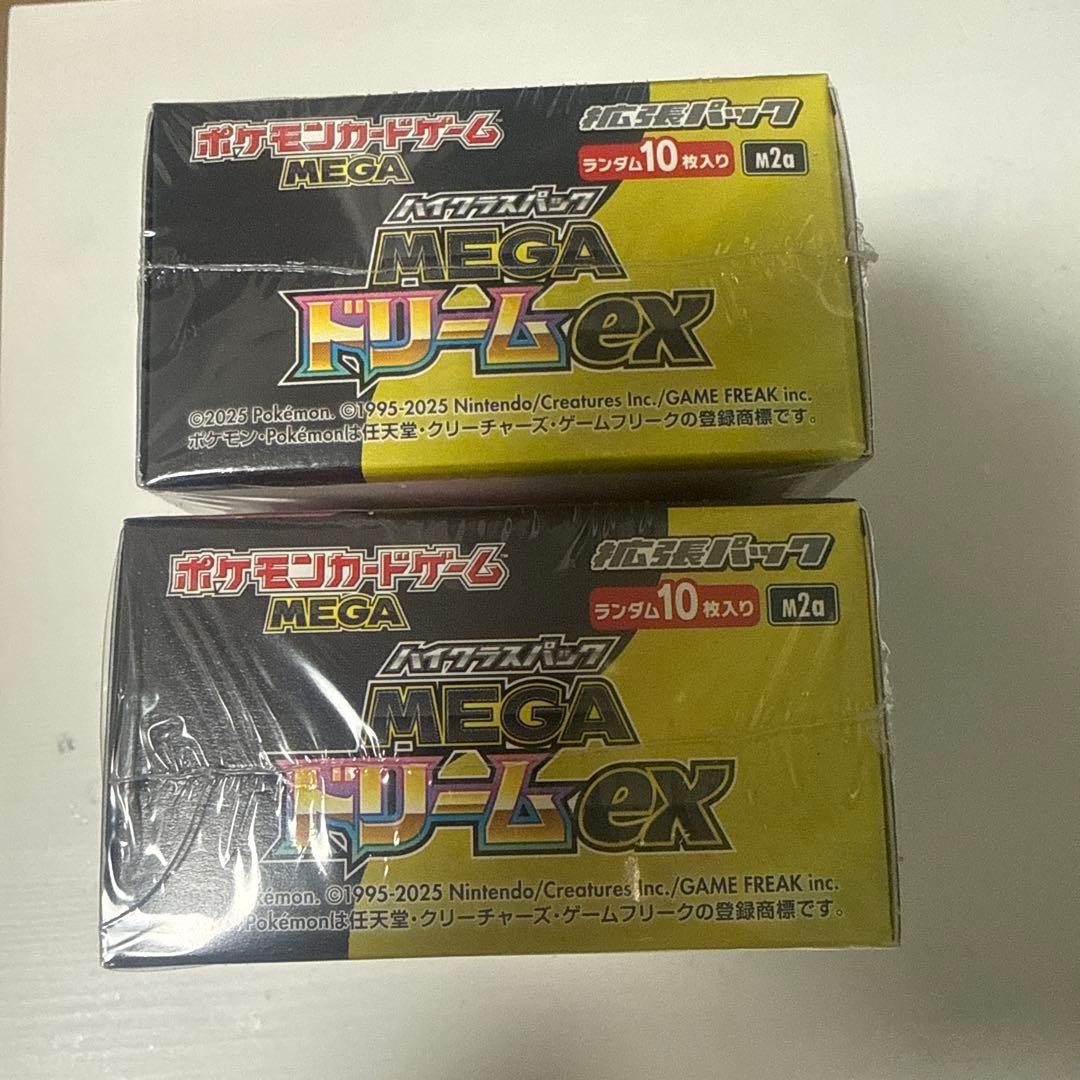 ポケモンカードゲーム
MEGA
拡張パック
ランダム10枚入り M2a
ハイクラスパック
MEGA
ドリームex
©2025 Pokémon. ©1995-2025 Nintendo/Creatures Inc./GAME FREAK inc.
ポケモン・Pokémonは任天堂・クリーチャーズ・ゲームフリークの登録商標です。
ポケモンカードゲーム
MEGA
拡張パック
ランダム10枚入り M2a
ハイクラスパック
MEGA
ドリームex
kémon. ©1995-2025 Nintendo/Creatures Inc./GAME FREAK inc.
Pokémonは任天堂・クリーチャーズ・ゲームフリークの登録商標です。